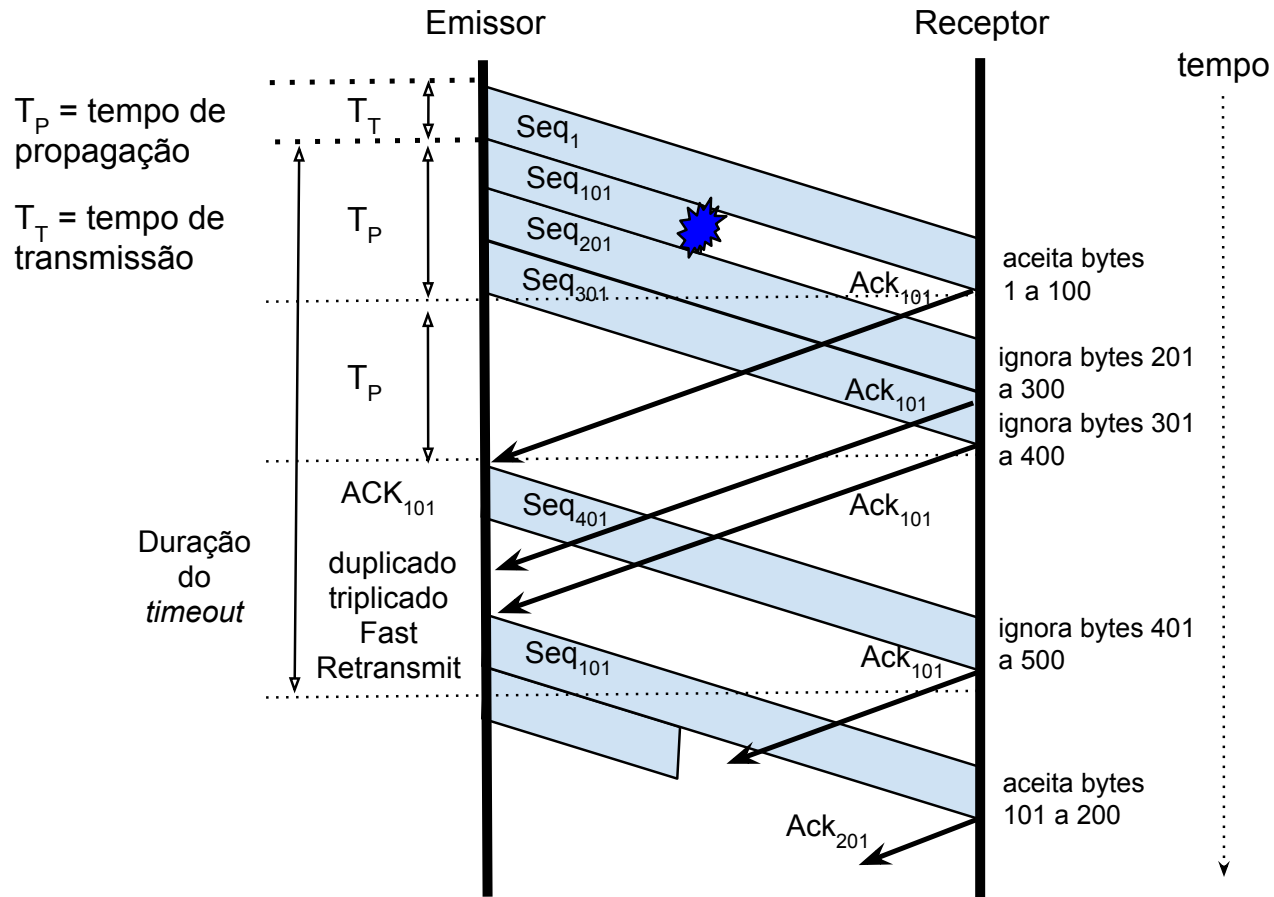 Emissor
Receptor
tempo
T_P = tempo de
propagação
T_T = tempo de
transmissão
T_T
T_P
T_P
Seq_1
Seq_101
Seq_201
Seq_301
Ack_101
aceita bytes
1 a 100
Ack_101
ignora bytes 201
a 300
ignora bytes 301
a 400
ACK_101
duplicado
triplicado
Fast
Retransmit
Duração
do
timeout
Seq_401
Ack_101
Seq_101
Ack_101
ignora bytes 401
a 500
aceita bytes
101 a 200
Ack_201